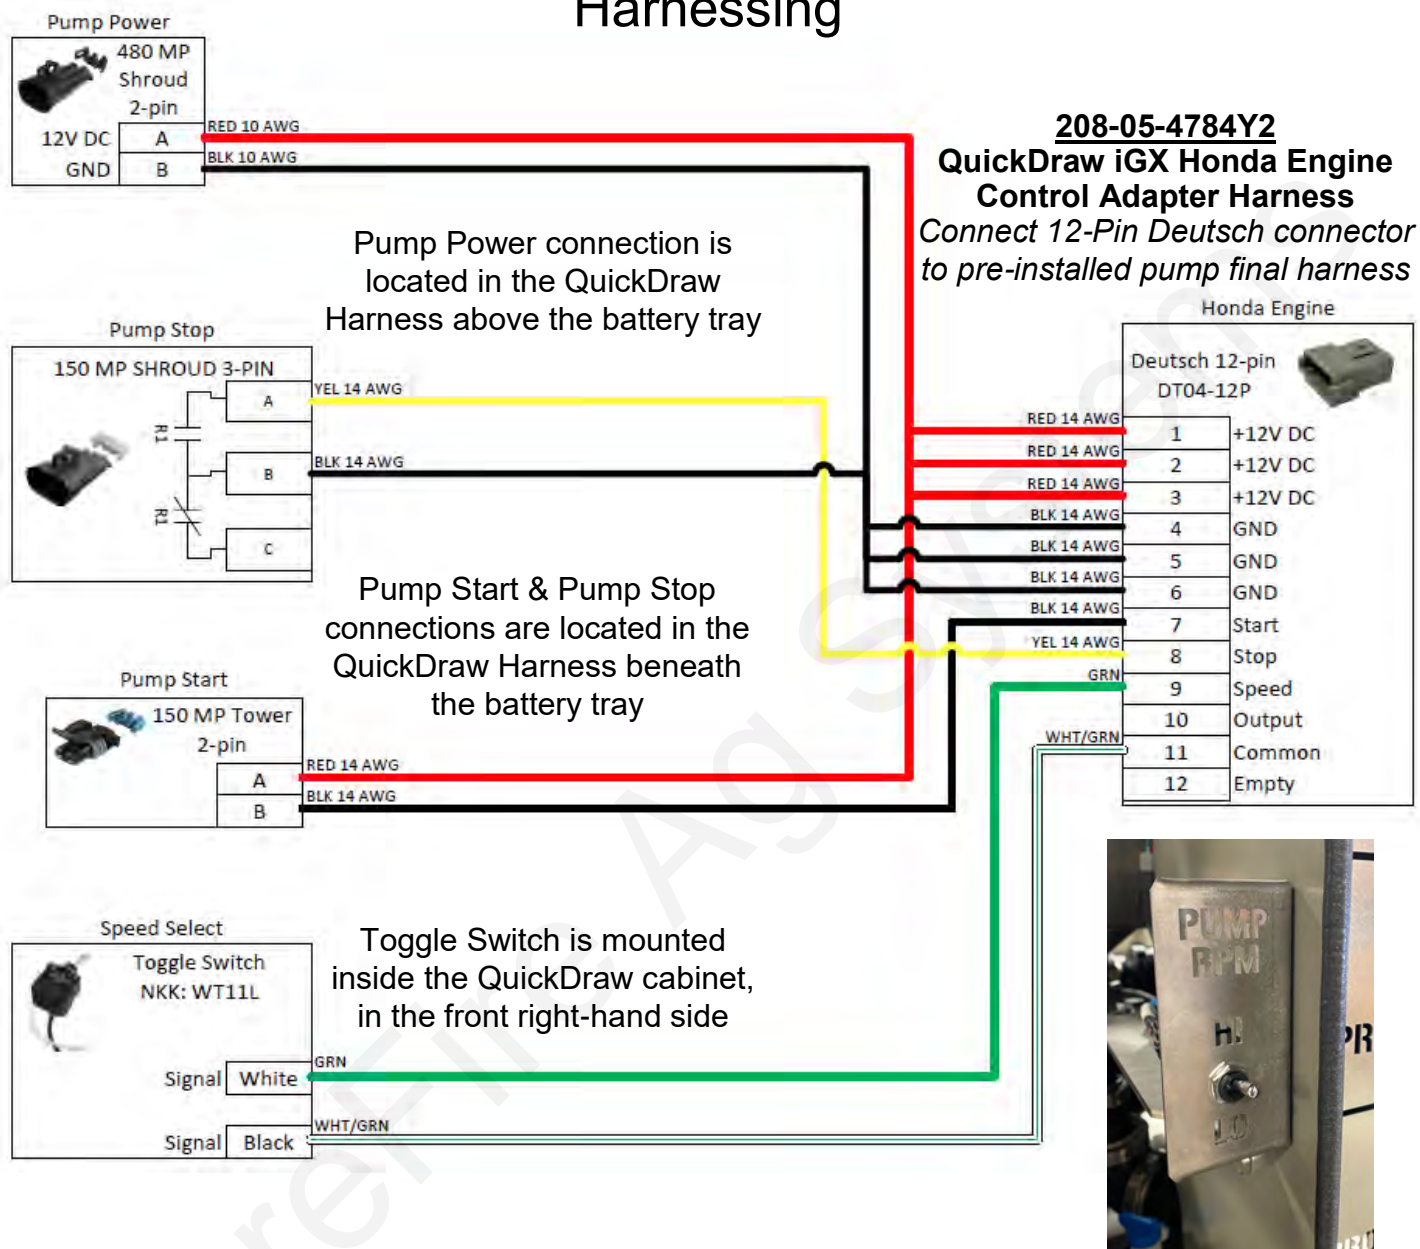 Harnessing
Pump Power
480 MP
Shroud
2-pin
12V DC A
GND B
RED 10 AWG
BLK 10 AWG
208-05-4784Y2
QuickDraw iGX Honda Engine
Control Adapter Harness
Connect 12-Pin Deutsch connector
to pre-installed pump final harness
Pump Power connection is
located in the QuickDraw
Harness above the battery tray
Pump Stop
150 MP SHROUD 3-PIN
A
B
C
R1
R1
YEL 14 AWG
BLK 14 AWG
Honda Engine
Deutsch 12-pin
DT04-12P
RED 14 AWG 1 +12V DC
RED 14 AWG 2 +12V DC
RED 14 AWG 3 +12V DC
BLK 14 AWG 4 GND
BLK 14 AWG 5 GND
BLK 14 AWG 6 GND
BLK 14 AWG 7 Start
YEL 14 AWG 8 Stop
GRN 9 Speed
10 Output
WHT/GRN 11 Common
12 Empty
Pump Start & Pump Stop
connections are located in the
QuickDraw Harness beneath
the battery tray
Pump Start
150 MP Tower
2-pin
A
B
RED 14 AWG
BLK 14 AWG
Speed Select
Toggle Switch
NKK: WT11L
Signal White
Signal Black
GRN
WHT/GRN
Toggle Switch is mounted
inside the QuickDraw cabinet,
in the front right-hand side
PUMP
RPM
HI
LO
PR
PRU
reFire Ag Systems